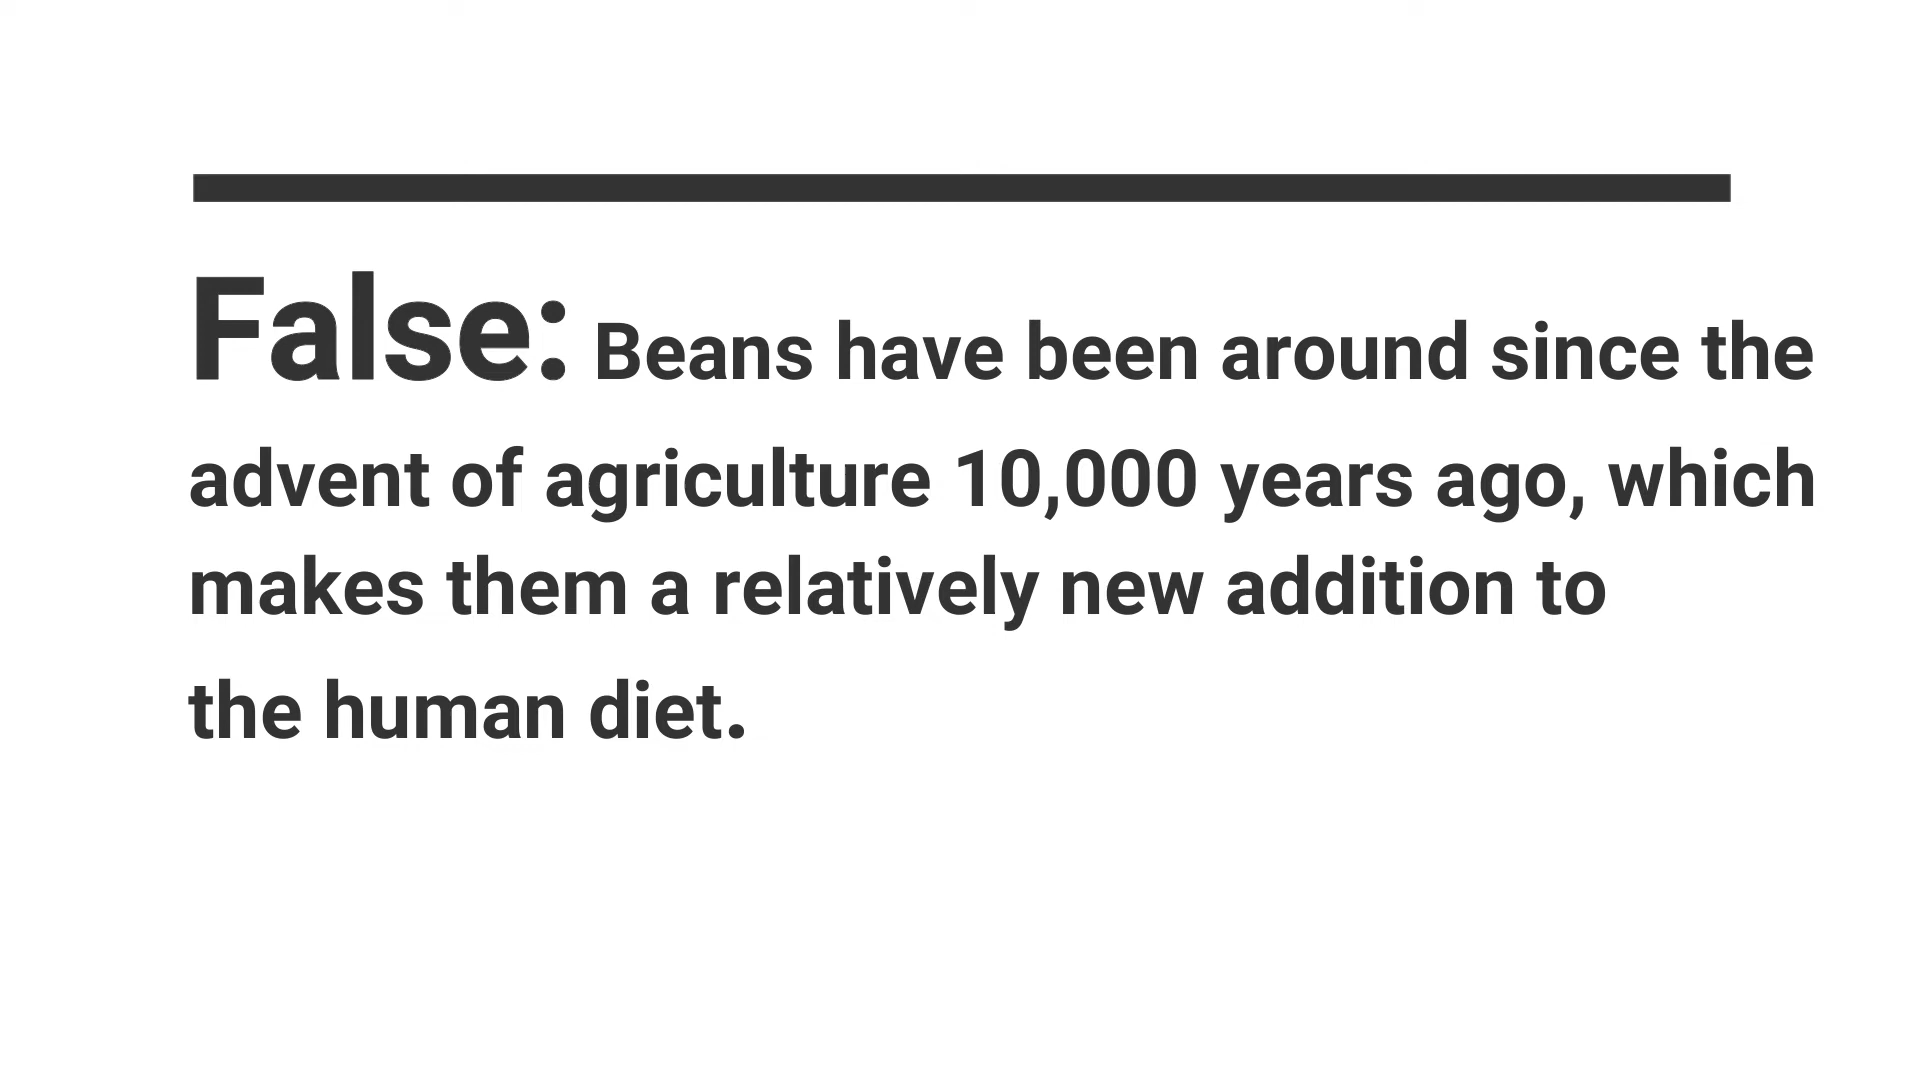 False: Beans have been around since the
advent of agriculture 10,000 years ago, which
makes them a relatively new addition to
the human diet.